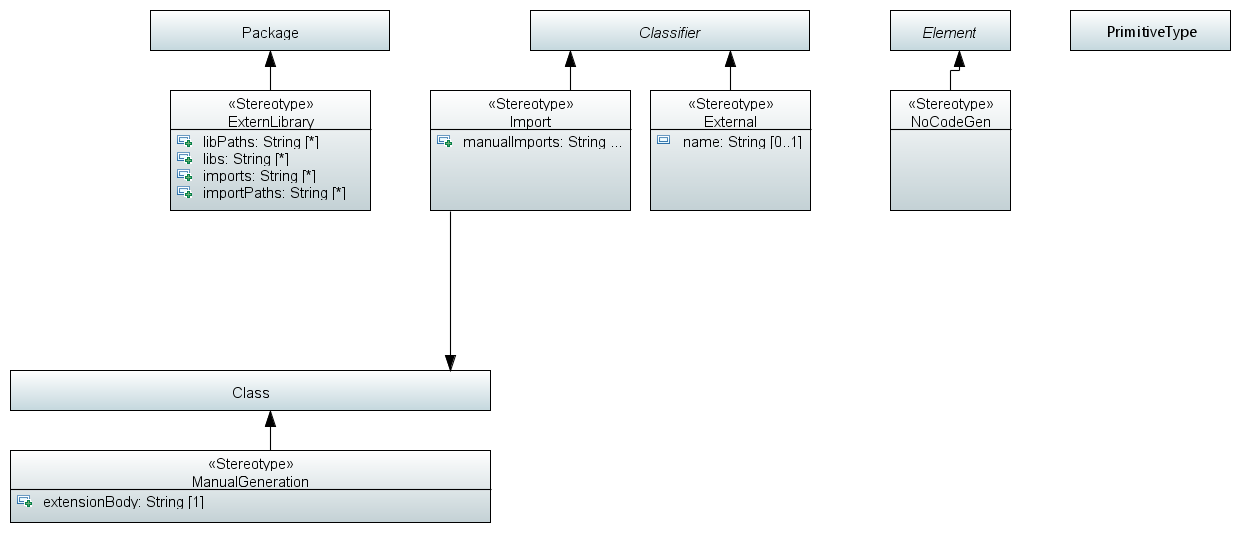 Package
Classifier
Element
PrimitiveType
«Stereotype»
ExternLibrary
libPaths: String [*]
libs: String [*]
imports: String [*]
importPaths: String [*]
«Stereotype»
Import
manualImports: String ...
«Stereotype»
External
name: String [0..1]
«Stereotype»
NoCodeGen
Class
«Stereotype»
ManualGeneration
extensionBody: String [1]